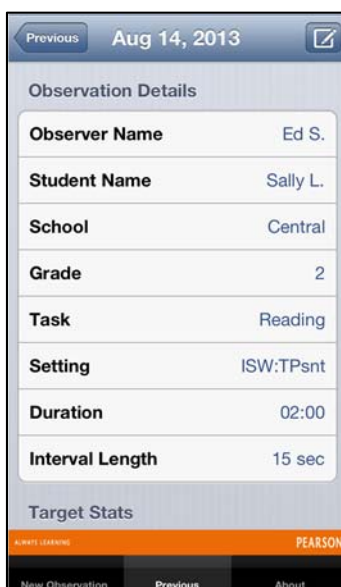 Previous Aug 14, 2013
Observation Details
Observer Name Ed S.
Student Name Sally L.
School Central
Grade 2
Task Reading
Setting ISW:TPsnt
Duration 02:00
Interval Length 15 sec
Target Stats
ALWAYS LEARNING PEARSON
New Observation Previous About